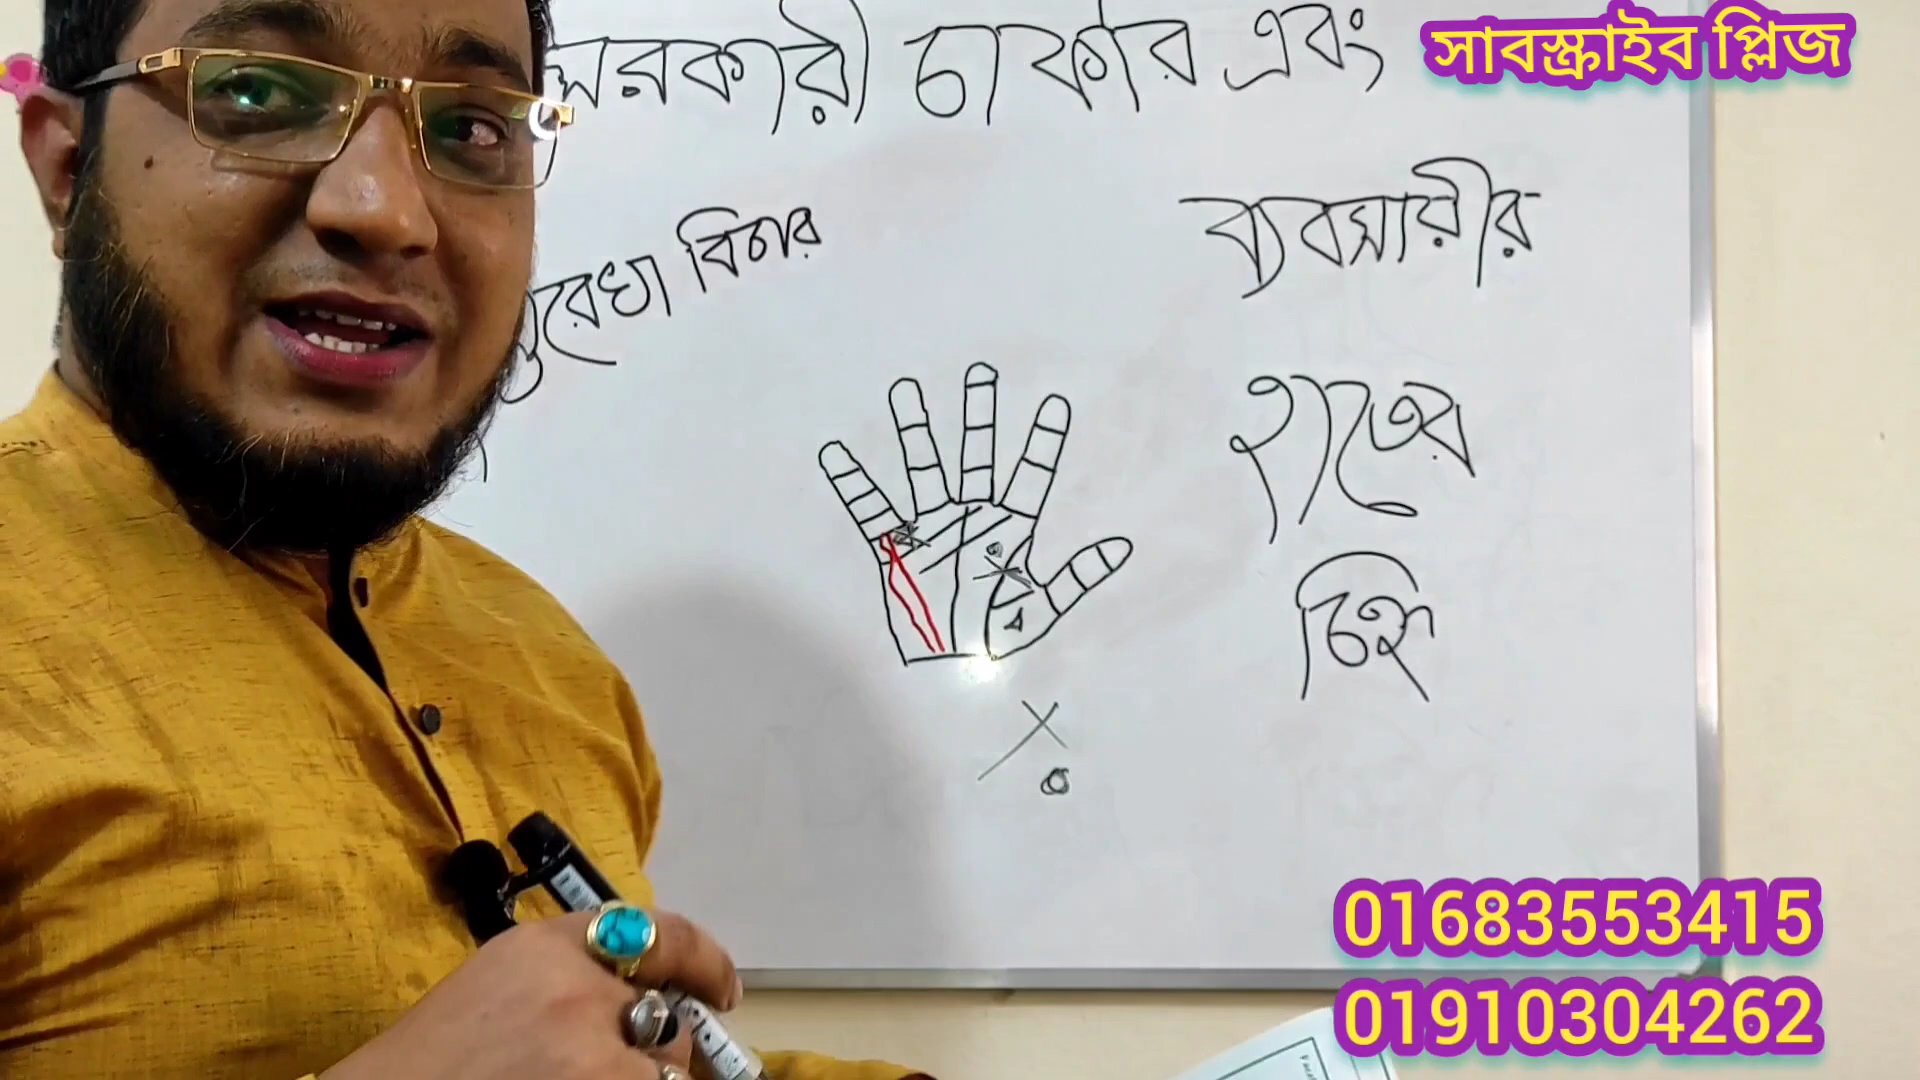 সরকারী চাকরি এবং
সাবস্ক্রাইব প্লিজ
রেখা বিচার
ব্যবসায়ীর
হাতের
চিহ্ন
01683553415
01910304262